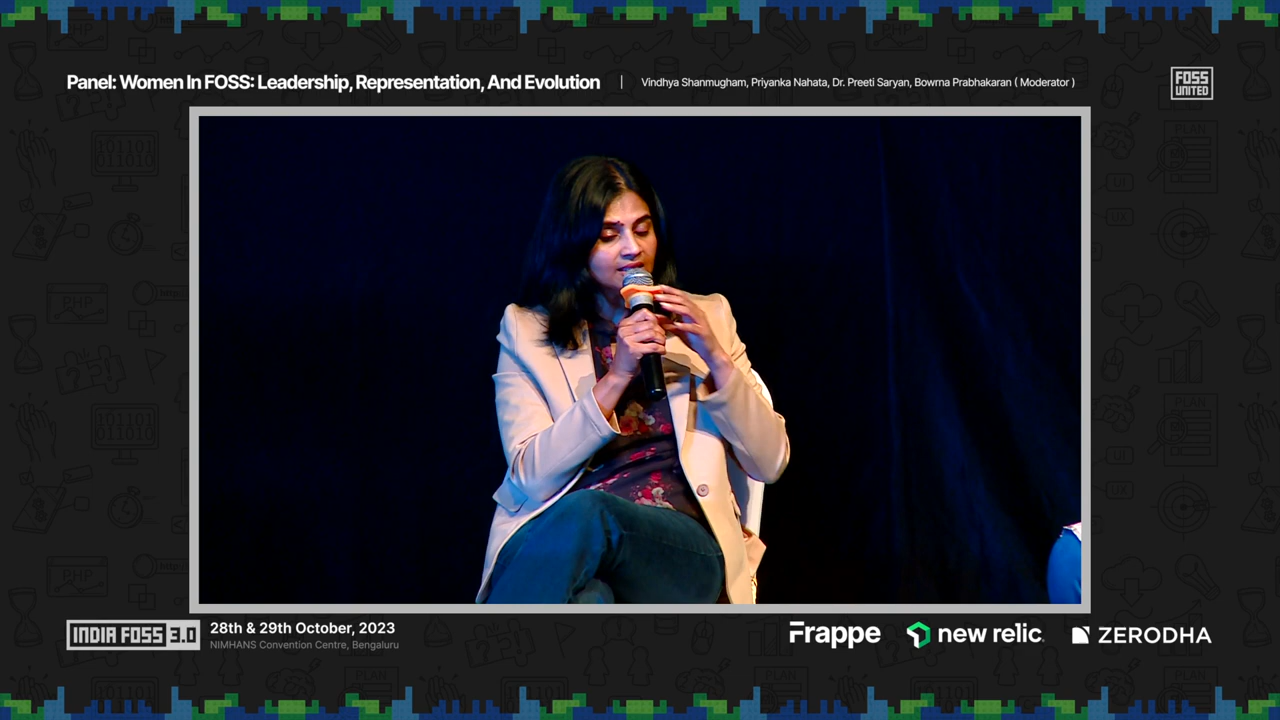 Panel: Women In FOSS: Leadership, Representation, And Evolution | Vindhya Shanmugham, Priyanka Nahata, Dr. Preeti Saryan, Bowrna Prabhakaran ( Moderator )
FOSS
UNITED
INDIA FOSS 3.0
28th & 29th October, 2023
NIMHANS Convention Centre, Bengaluru
Frappe
new relic
ZERODHA